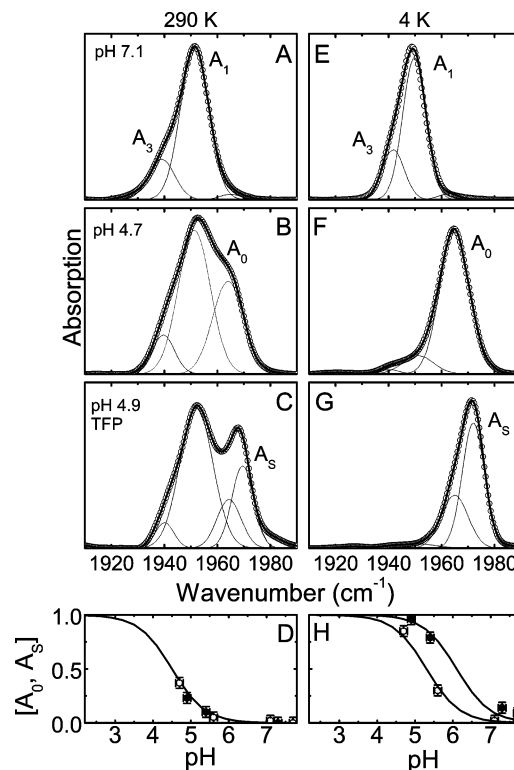 290 K 4 K
pH 7.1 A E
A1 A1
A3 A3
pH 4.7 B F
A0 A0
Absorption
pH 4.9 C G
TFP
AS AS
1920 1940 1960 1980 1920 1940 1960 1980
Wavenumber (cm-1)
1.0 D H
0.5
0.0
[A0, AS]
3 4 5 6 7 3 4 5 6 7
pH pH